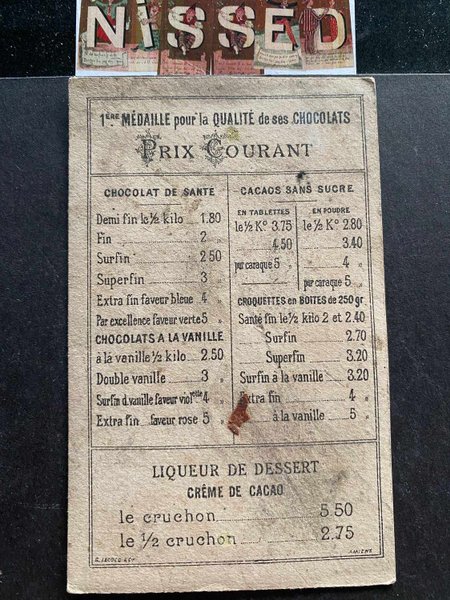 NiSSED
1ÈRE MÉDAILLE pour la QUALITÉ de ses CHOCOLATS
PRIX COURANT
CHOCOLAT DE SANTÉ
Demi fin le ½ kilo 1.80
Fin 2 "
Surfin 2.50
Superfin 3 "
Extra fin faveur bleue 4 "
Par excellence faveur verte 5 "
CHOCOLATS A LA VANILLE
à la vanille ½ kilo 2.50
Double vanille 3 "
Surfin d. vanille faveur violette 4 "
Extra fin faveur rose 5 "
CACAOS SANS SUCRE
EN TABLETTES
le ½ K° 3.75
4.50
pur caraque 5 "
EN POUDRE
le ½ K° 2.80
3.40
4 "
pur caraque 5 "
CROQUETTES en BOITES de 250 gr.
Santé fin le ½ kilo 2 et 2.40
Surfin 2.70
Superfin 3.20
Surfin à la vanille 3.20
Extra fin 4 "
à la vanille 5 "
LIQUEUR DE DESSERT
CRÊME DE CACAO
le cruchon 5.50
le ½ cruchon 2.75
AMIENS